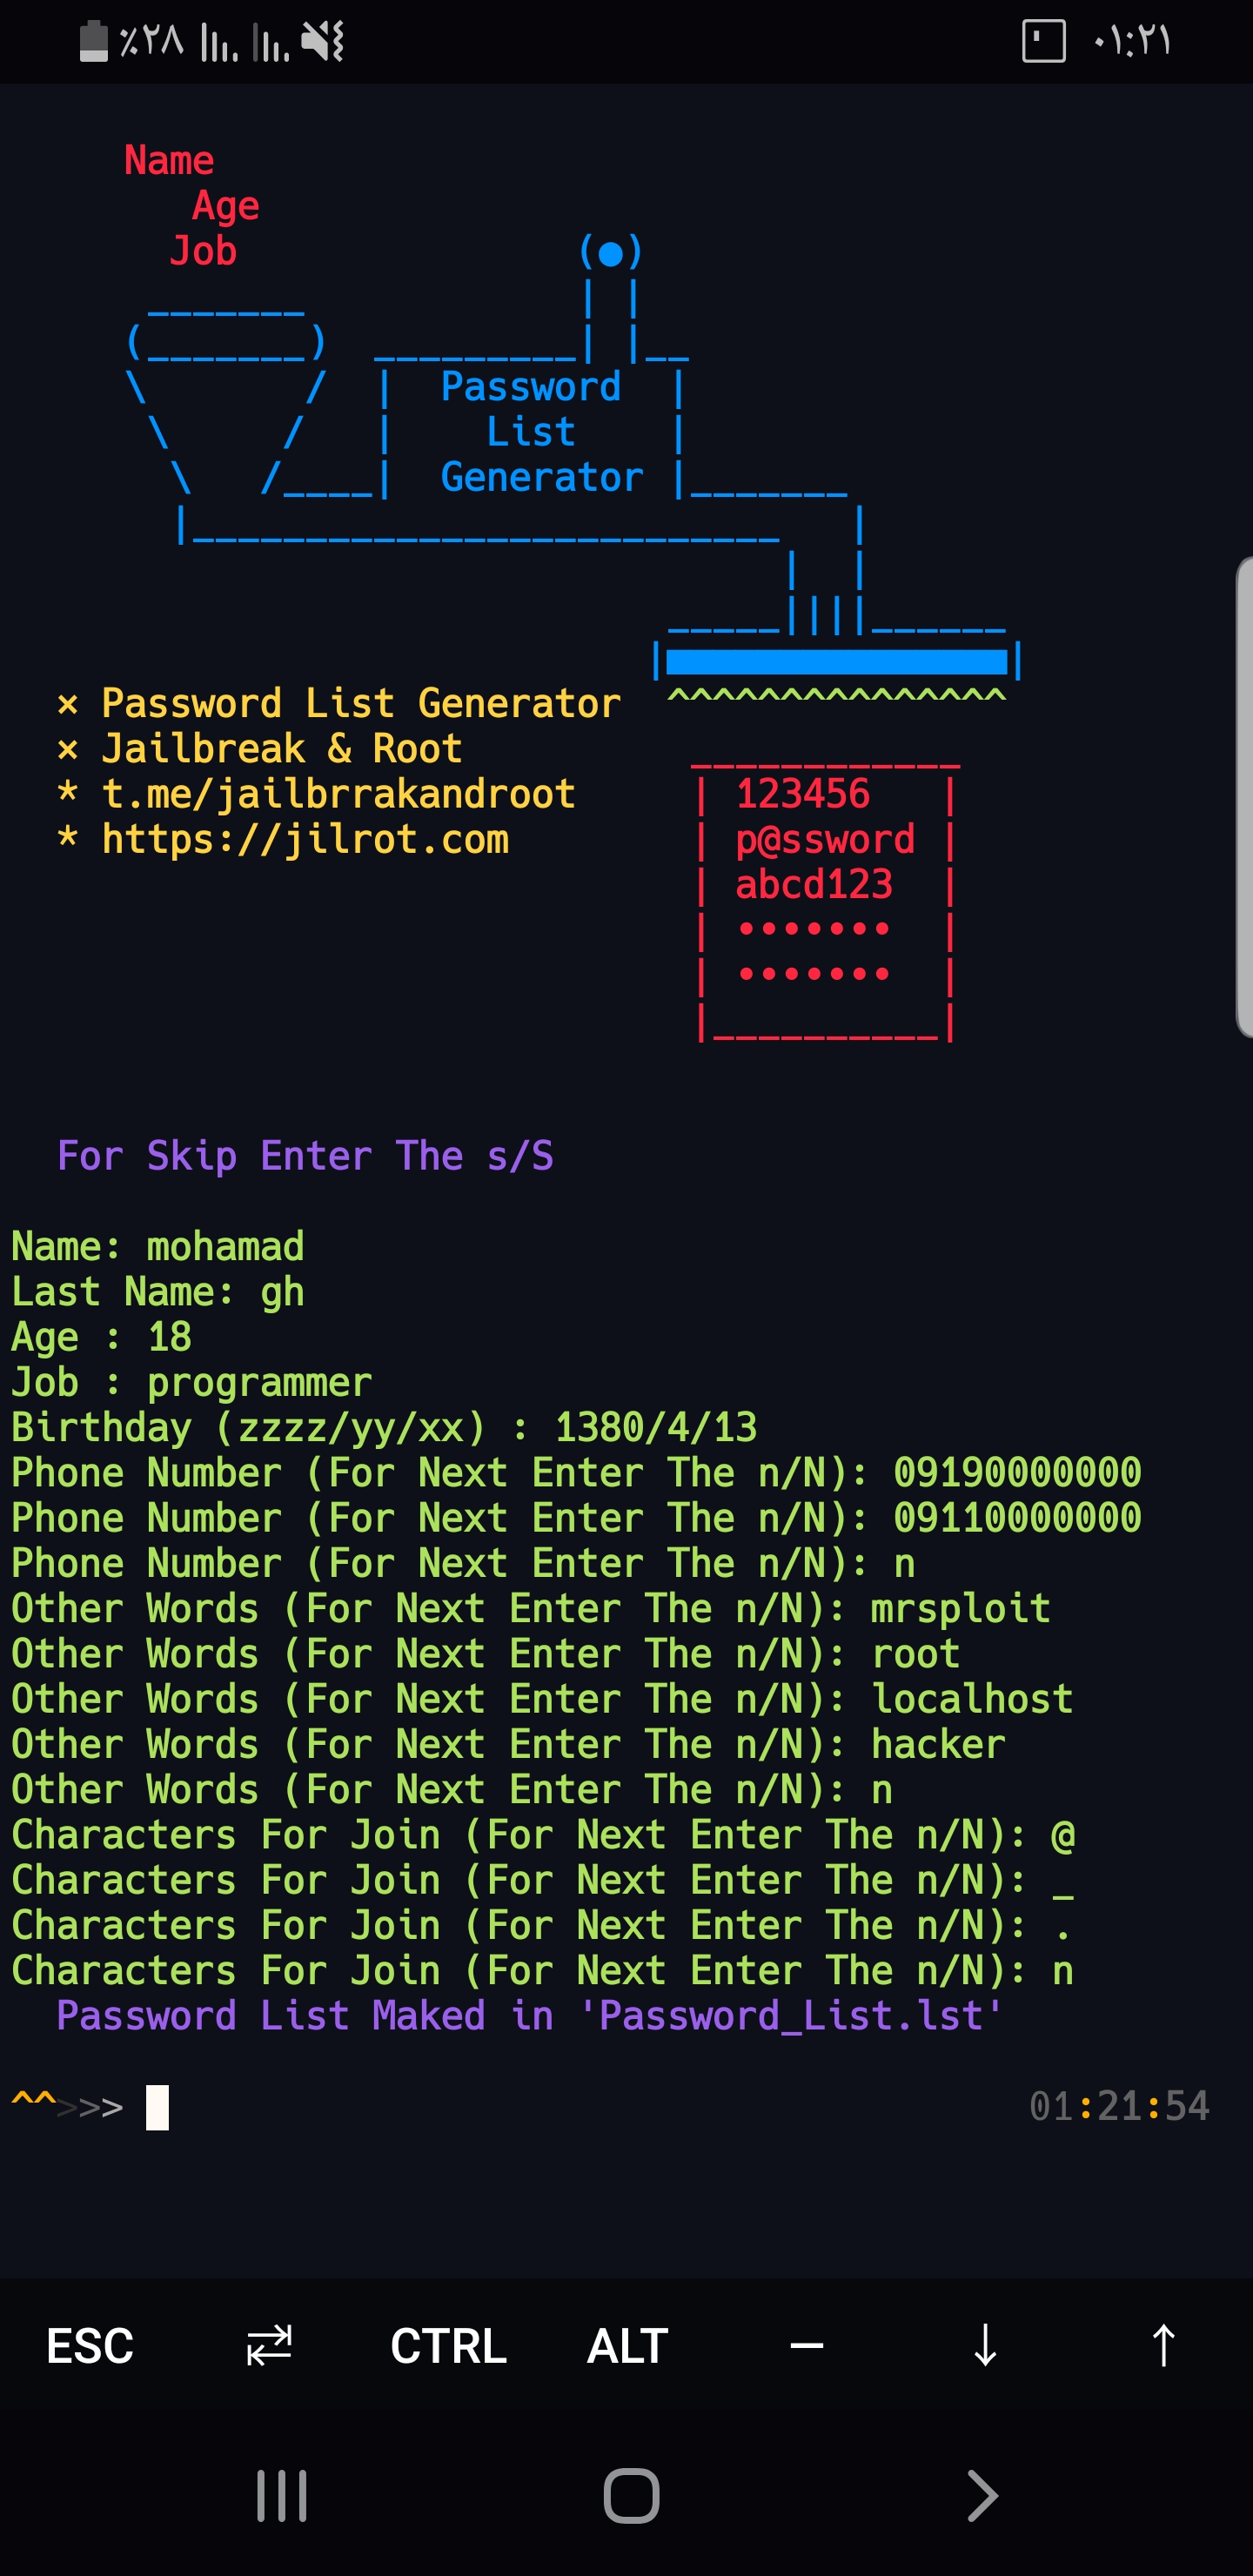 ٪۲۸ ۰۱:۲۱
Name
Age
Job
Password
List
Generator
× Password List Generator
× Jailbreak & Root
* t.me/jailbrrakandroot
* https://jilrot.com
123456
p@ssword
abcd123
•••••••
•••••••
For Skip Enter The s/S
Name: mohamad
Last Name: gh
Age : 18
Job : programmer
Birthday (zzzz/yy/xx) : 1380/4/13
Phone Number (For Next Enter The n/N): 09190000000
Phone Number (For Next Enter The n/N): 09110000000
Phone Number (For Next Enter The n/N): n
Other Words (For Next Enter The n/N): mrsploit
Other Words (For Next Enter The n/N): root
Other Words (For Next Enter The n/N): localhost
Other Words (For Next Enter The n/N): hacker
Other Words (For Next Enter The n/N): n
Characters For Join (For Next Enter The n/N): @
Characters For Join (For Next Enter The n/N): _
Characters For Join (For Next Enter The n/N): .
Characters For Join (For Next Enter The n/N): n
Password List Maked in 'Password_List.lst'
^^>>> 01:21:54
ESC CTRL ALT – ↓ ↑